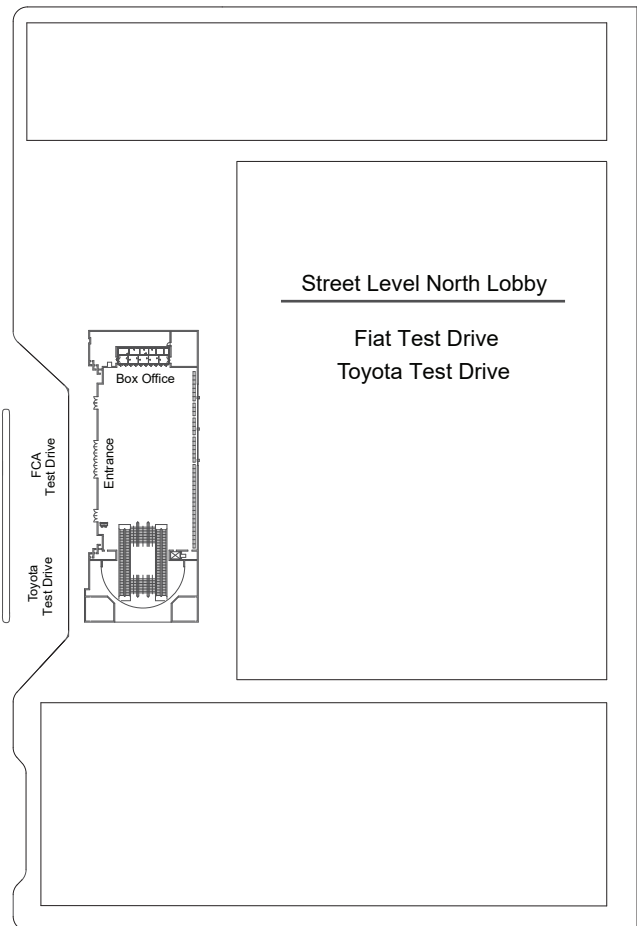 Street Level North Lobby
Fiat Test Drive
Toyota Test Drive
Box Office
Entrance
FCA
Test Drive
Toyota
Test Drive